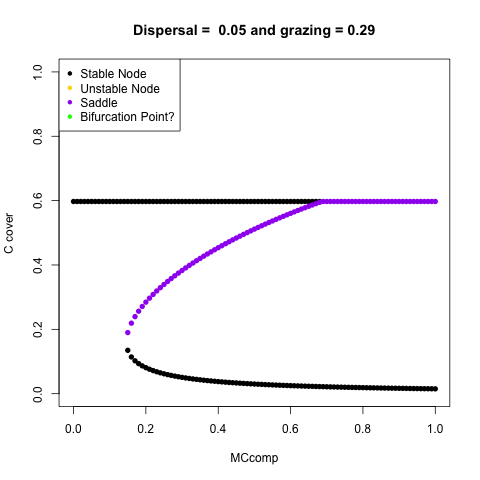 Dispersal =  0.05 and grazing = 0.29
Stable Node
Unstable Node
Saddle
Bifurcation Point?
C cover
1.0
0.8
0.6
0.4
0.2
0.0
0.0 0.2 0.4 0.6 0.8 1.0
MCcomp